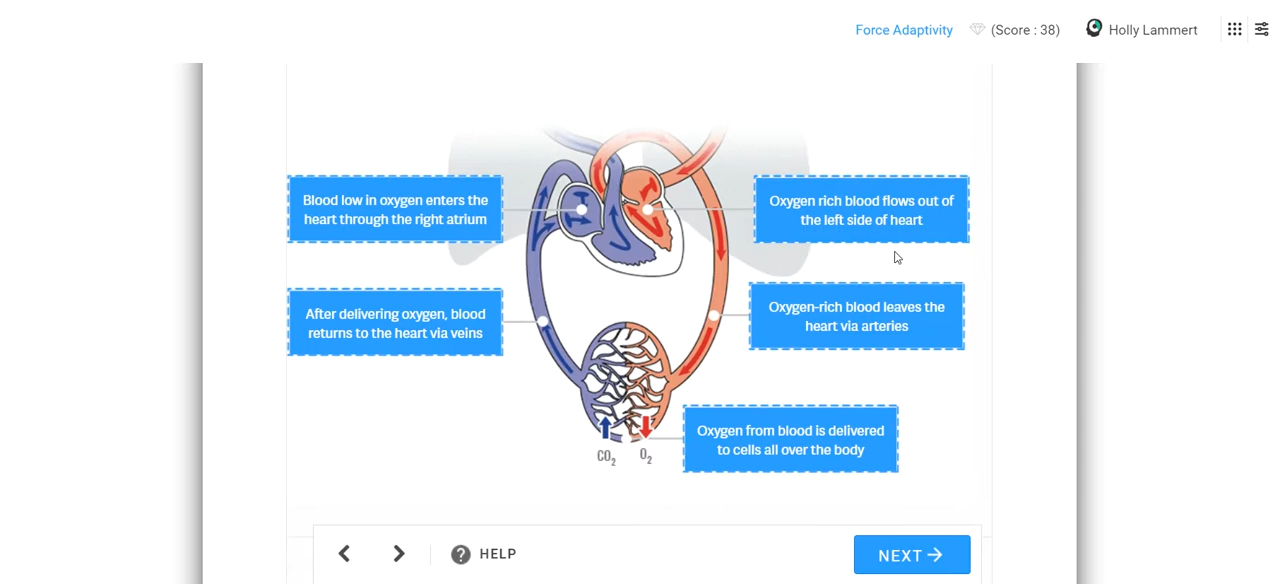 Force Adaptivity (Score : 38) Holly Lammert
Blood low in oxygen enters the
heart through the right atrium
Oxygen rich blood flows out of
the left side of heart
After delivering oxygen, blood
returns to the heart via veins
Oxygen-rich blood leaves the
heart via arteries
Oxygen from blood is delivered
to cells all over the body
CO₂ O₂
? HELP
NEXT →